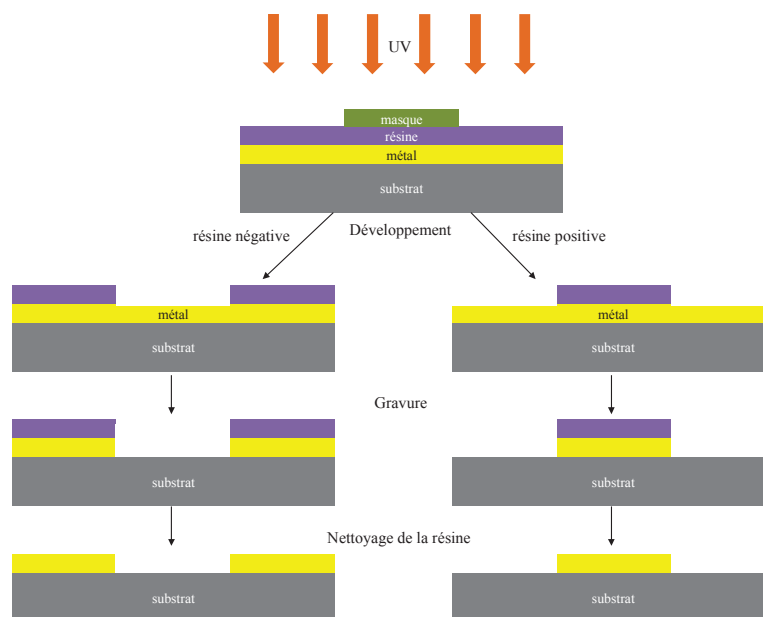 UV
masque
résine
métal
substrat
Développement
résine négative
résine positive
métal
métal
substrat
substrat
Gravure
substrat
substrat
Nettoyage de la résine
substrat
substrat